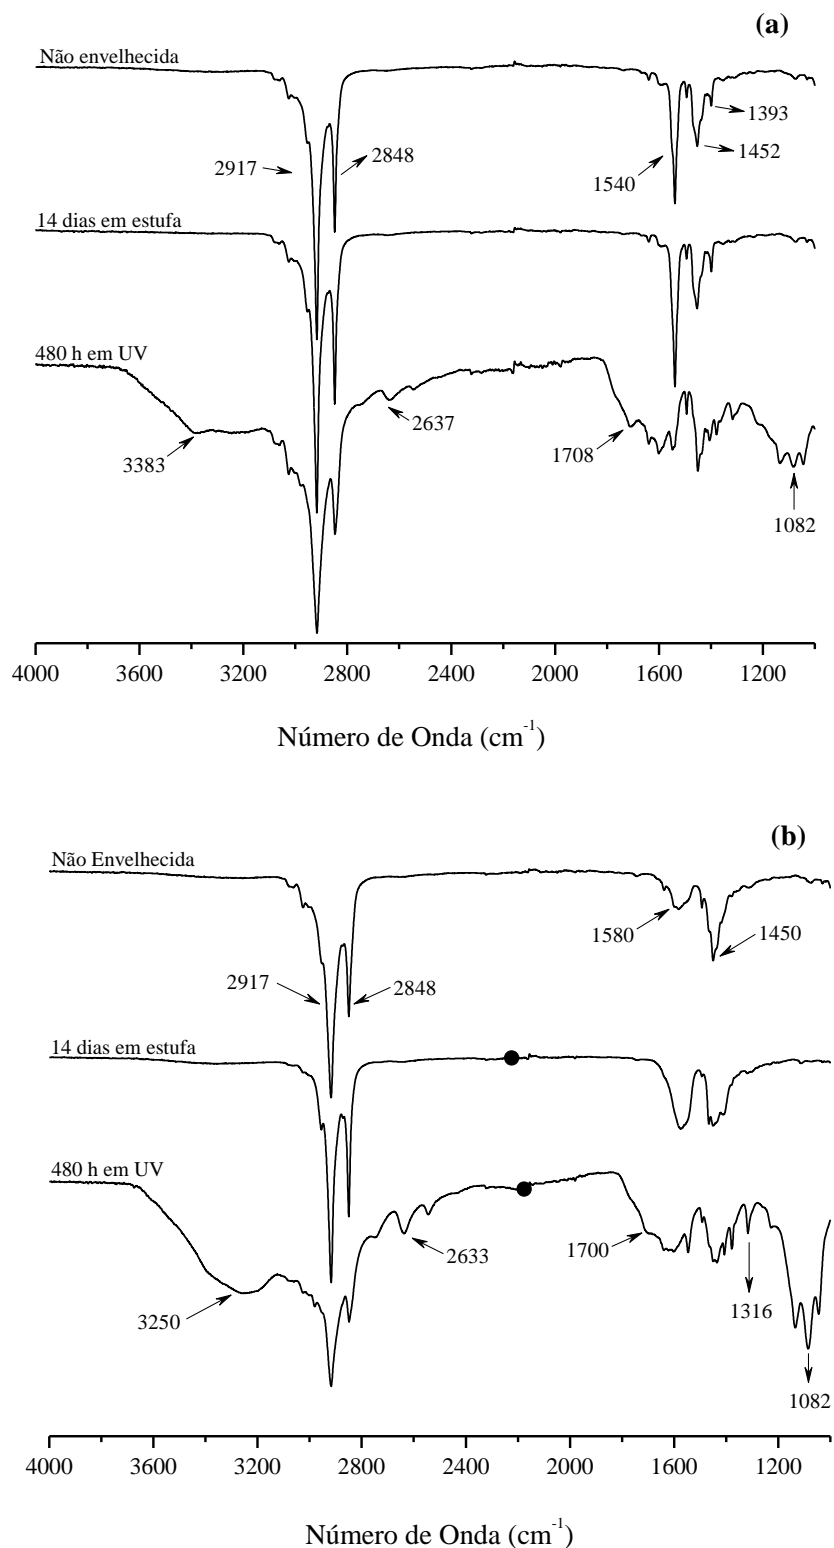 (a)
Não envelhecida
1393
1452
2917
2848
1540
14 dias em estufa
480 h em UV
2637
1708
3383
1082
4000 3600 3200 2800 2400 2000 1600 1200
Número de Onda (cm-1)
(b)
Não Envelhecida
1580
1450
2917
2848
14 dias em estufa
480 h em UV
2633
1700
1316
3250
1082
4000 3600 3200 2800 2400 2000 1600 1200
Número de Onda (cm-1)